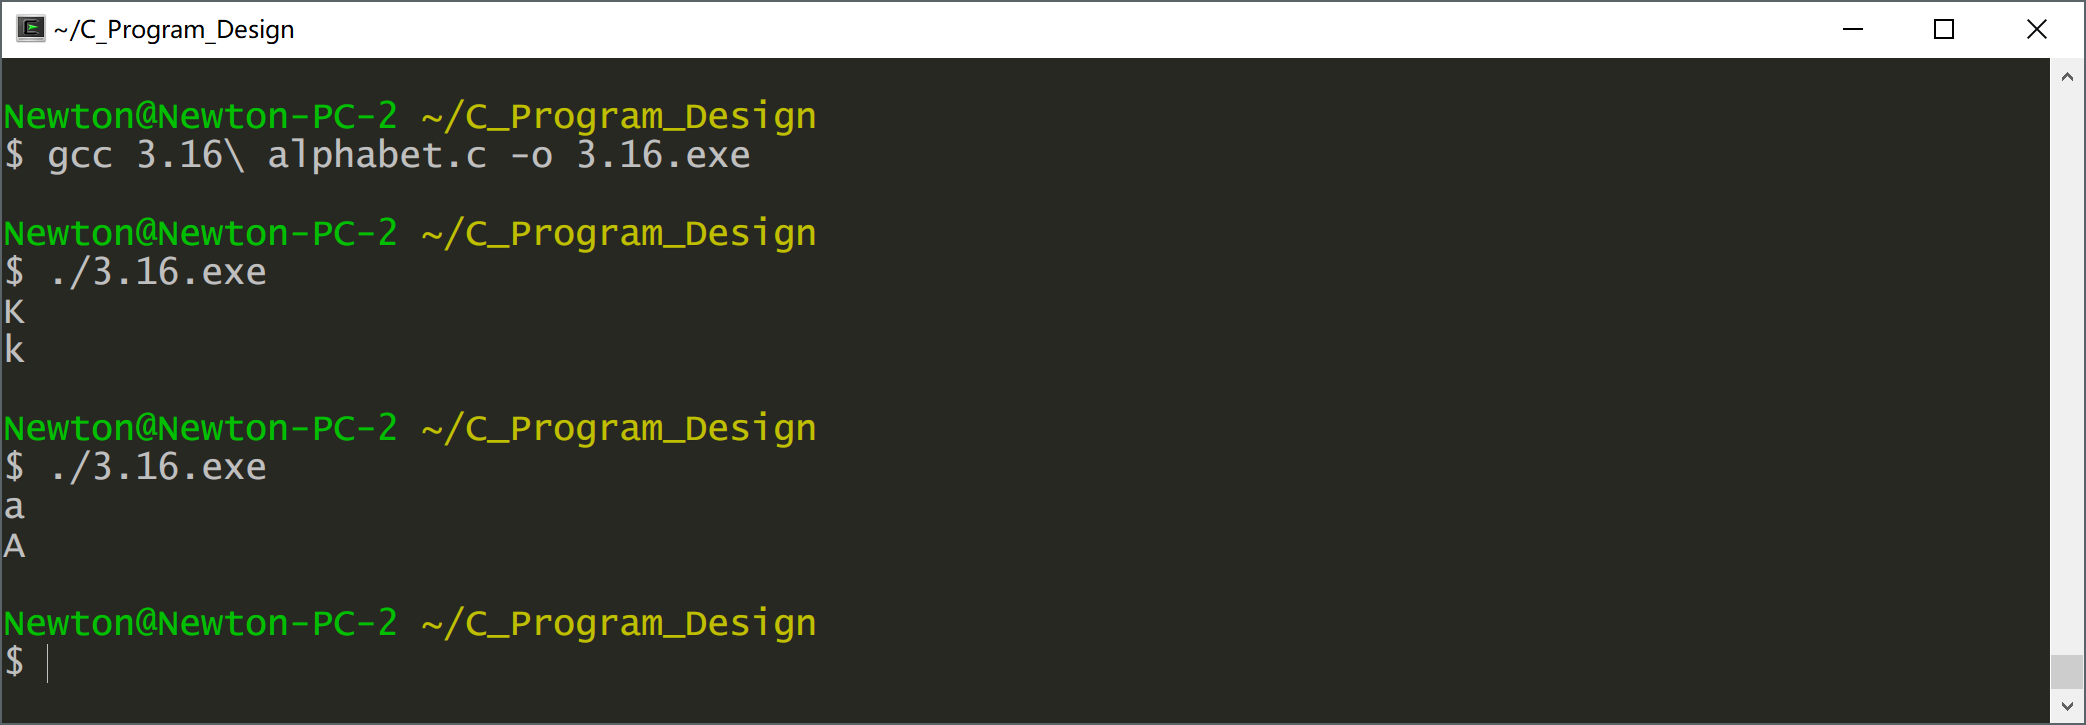 ~/C_Program_Design
Newton@Newton-PC-2 ~/C_Program_Design
$ gcc 3.16\ alphabet.c -o 3.16.exe
Newton@Newton-PC-2 ~/C_Program_Design
$ ./3.16.exe
K
k
Newton@Newton-PC-2 ~/C_Program_Design
$ ./3.16.exe
a
A
Newton@Newton-PC-2 ~/C_Program_Design
$